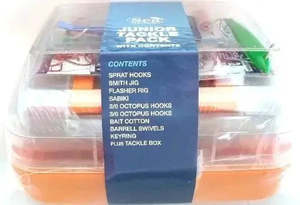 JUNIOR
TACKLE
PACK
WITH CONTENTS
CONTENTS
SPRAT HOOKS
SMITH JIG
FLASHER RIG
SABIKI
2/0 OCTOPUS HOOKS
3/0 OCTOPUS HOOKS
BAIT COTTON
BARRELL SWIVELS
KEYRING
PLUS TACKLE BOX